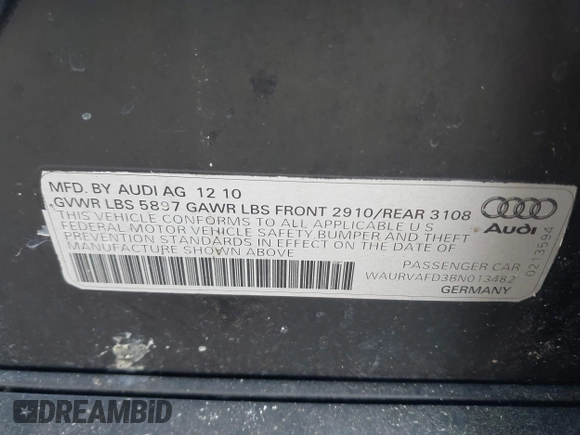 MFD. BY AUDI AG 12 10
GVWR LBS 5897 GAWR LBS FRONT 2910/REAR 3108
THIS VEHICLE CONFORMS TO ALL APPLICABLE U S
FEDERAL MOTOR VEHICLE SAFETY BUMPER AND THEFT
PREVENTION STANDARDS IN EFFECT ON THE DATE OF
MANUFACTURE SHOWN ABOVE
Audi
0213594
PASSENGER CAR
WAURVAFD3BN013482
GERMANY
DREAMBID